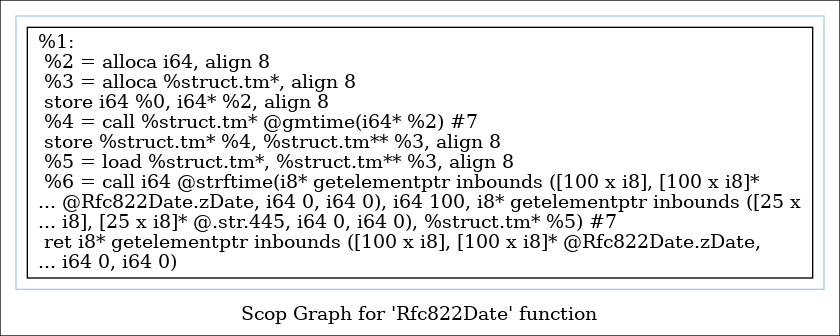 %1:
%2 = alloca i64, align 8
%3 = alloca %struct.tm*, align 8
store i64 %0, i64* %2, align 8
%4 = call %struct.tm* @gmtime(i64* %2) #7
store %struct.tm* %4, %struct.tm** %3, align 8
%5 = load %struct.tm*, %struct.tm** %3, align 8
%6 = call i64 @strftime(i8* getelementptr inbounds ([100 x i8], [100 x i8]*
... @Rfc822Date.zDate, i64 0, i64 0), i64 100, i8* getelementptr inbounds ([25 x
... i8], [25 x i8]* @.str.445, i64 0, i64 0), %struct.tm* %5) #7
ret i8* getelementptr inbounds ([100 x i8], [100 x i8]* @Rfc822Date.zDate,
... i64 0, i64 0)
Scop Graph for 'Rfc822Date' function